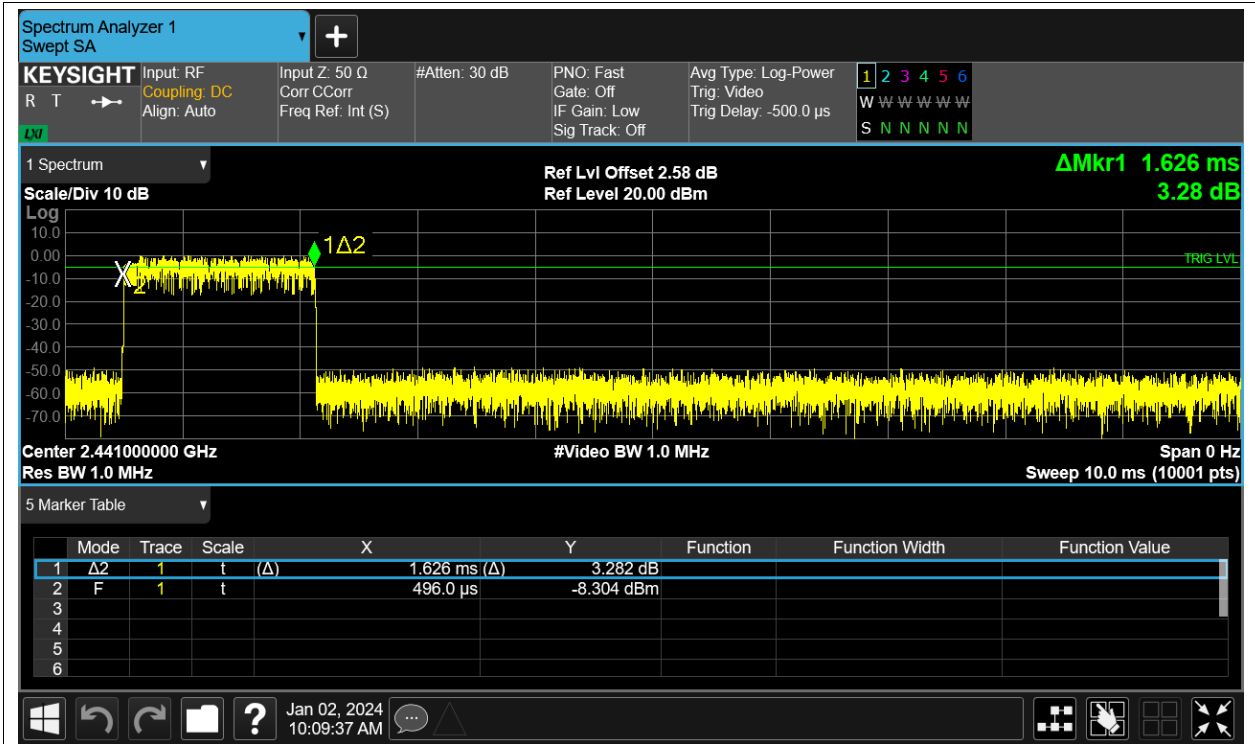 Spectrum Analyzer 1
Swept SA
KEYSIGHT
R T
LXI
Input: RF
Coupling: DC
Align: Auto
Input Z: 50 Ω
Corr CCorr
Freq Ref: Int (S)
#Atten: 30 dB
PNO: Fast
Gate: Off
IF Gain: Low
Sig Track: Off
Avg Type: Log-Power
Trig: Video
Trig Delay: -500.0 µs
1 2 3 4 5 6
W W W W W W
S N N N N N
1 Spectrum
Scale/Div 10 dB
Ref Lvl Offset 2.58 dB
Ref Level 20.00 dBm
ΔMkr1 1.626 ms
3.28 dB
Log
10.0
0.00
-10.0
-20.0
-30.0
-40.0
-50.0
-60.0
-70.0
1Δ2
X2
TRIG LVL
Center 2.441000000 GHz
#Video BW 1.0 MHz
Span 0 Hz
Res BW 1.0 MHz
Sweep 10.0 ms (10001 pts)
5 Marker Table
Mode Trace Scale X Y Function Function Width Function Value
1 Δ2 1 t (Δ) 1.626 ms (Δ) 3.282 dB
2 F 1 t 496.0 µs -8.304 dBm
3
4
5
6
?
Jan 02, 2024
10:09:37 AM